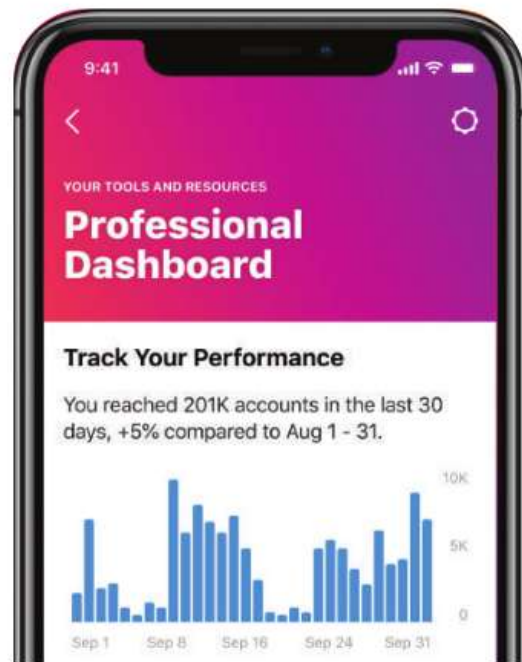 9:41
YOUR TOOLS AND RESOURCES
Professional
Dashboard
Track Your Performance
You reached 201K accounts in the last 30
days, +5% compared to Aug 1 - 31.
10K
5K
0
Sep 1 Sep 8 Sep 16 Sep 24 Sep 31